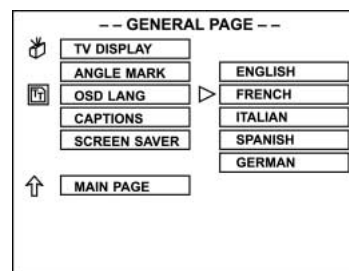 -- GENERAL PAGE --
TV DISPLAY
ANGLE MARK
OSD LANG
CAPTIONS
SCREEN SAVER
MAIN PAGE
ENGLISH
FRENCH
ITALIAN
SPANISH
GERMAN